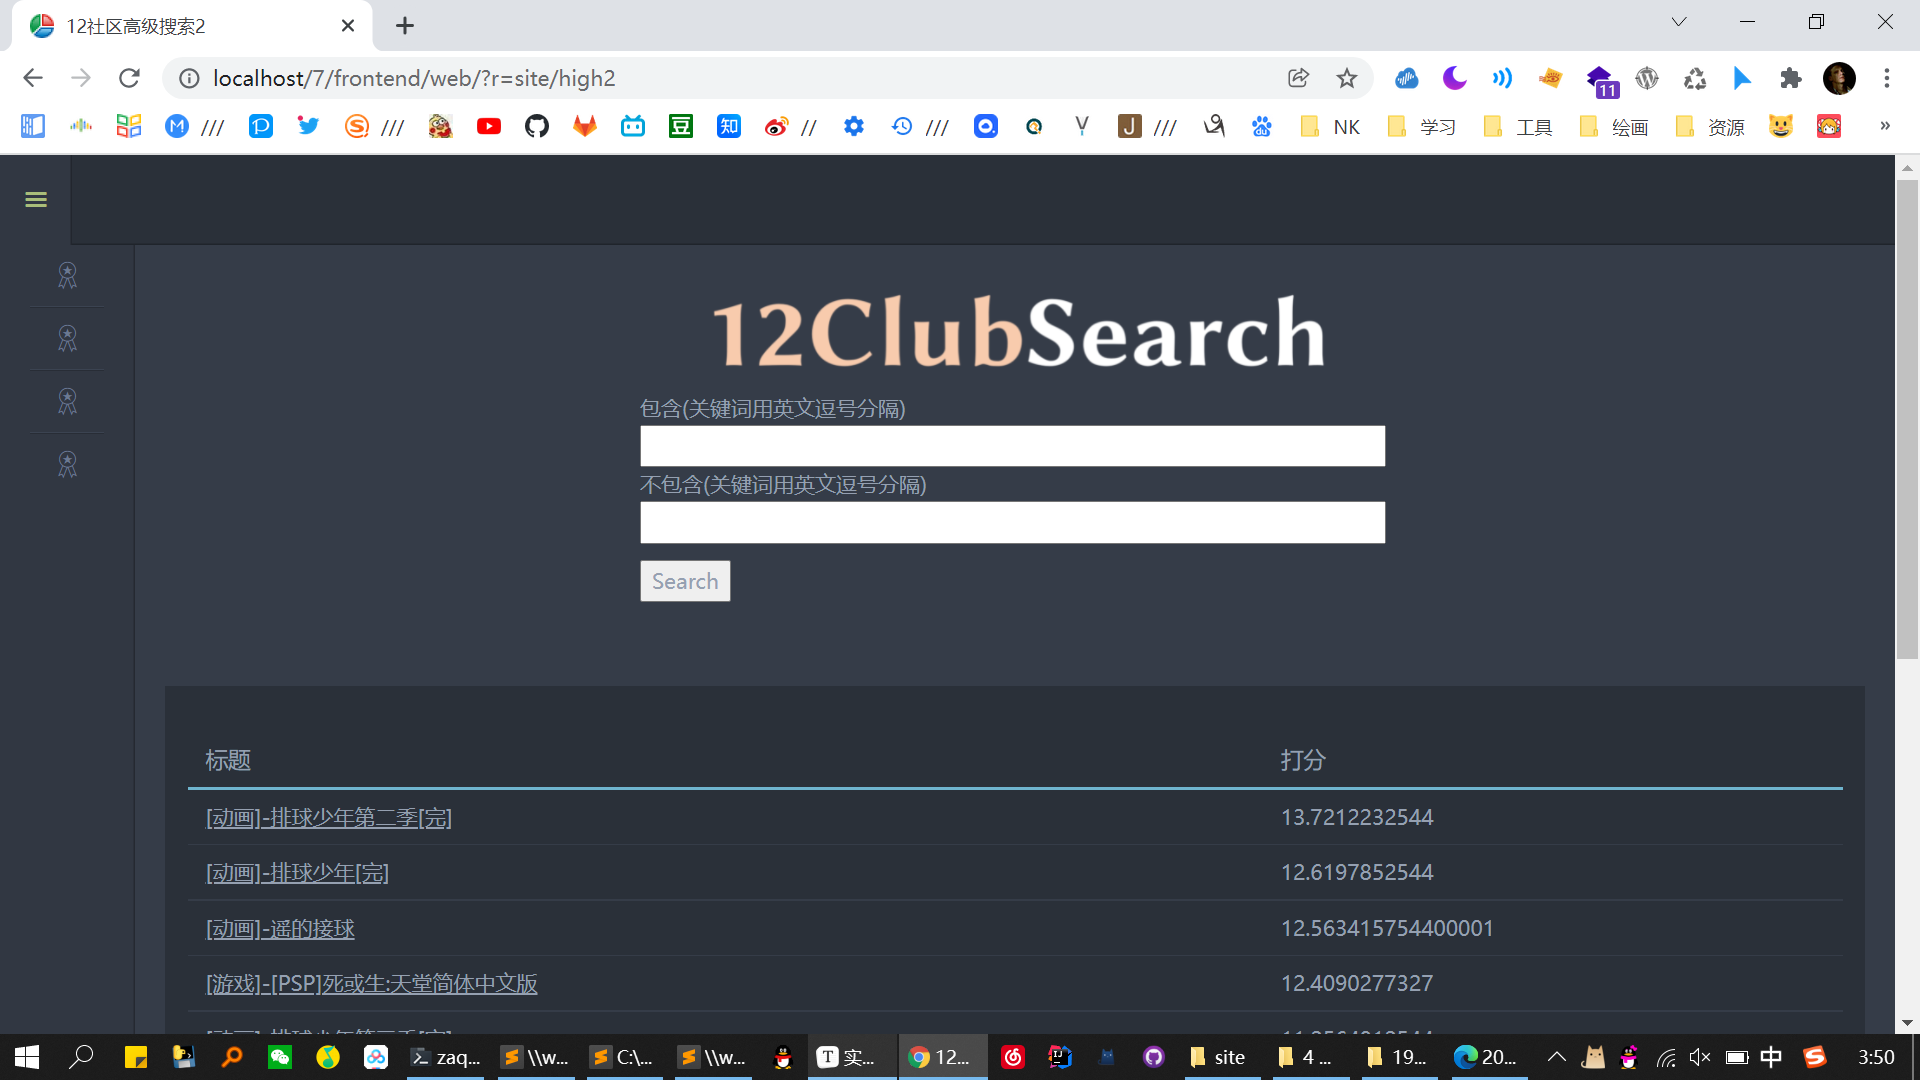 12社区高级搜索2
localhost/7/frontend/web/?r=site/high2
11
/// /// // /// /// NK 学习 工具 绘画 资源 »
12ClubSearch
包含(关键词用英文逗号分隔)
不包含(关键词用英文逗号分隔)
Search
标题 打分
[动画]-排球少年第二季[完] 13.7212232544
[动画]-排球少年[完] 12.6197852544
[动画]-遥的接球 12.563415754400001
[游戏]-[PSP]死或生:天堂简体中文版 12.4090277327
zaq... \\w... C:\... \\w... 实... 12... site 4 ... 19... 20... 中 3:50